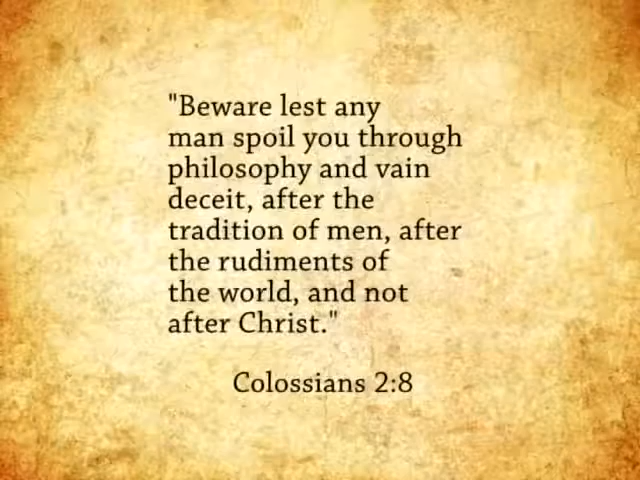 "Beware lest any
man spoil you through
philosophy and vain
deceit, after the
tradition of men, after
the rudiments of
the world, and not
after Christ."
Colossians 2:8